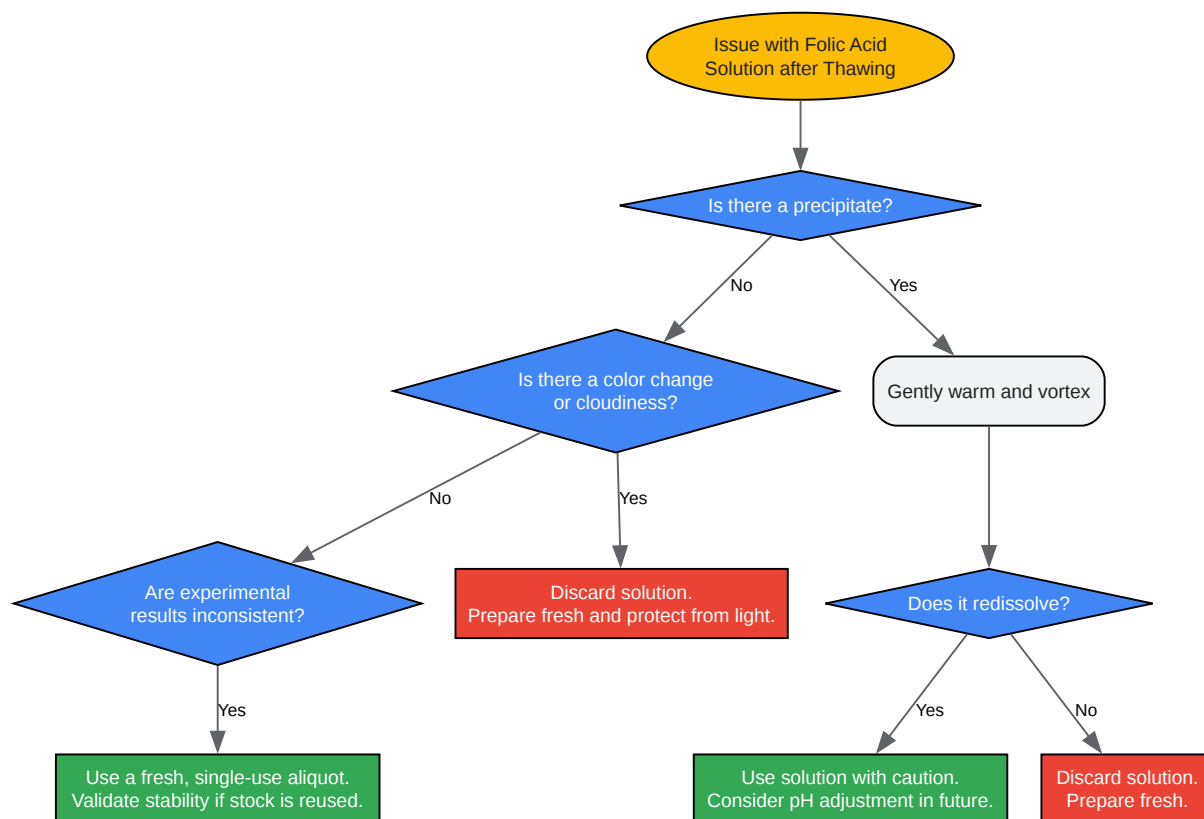 Issue with Folic Acid
Solution after Thawing
Is there a precipitate?
No
Yes
Is there a color change
or cloudiness?
Gently warm and vortex
No
Yes
Are experimental
results inconsistent?
Discard solution.
Prepare fresh and protect from light.
Does it redissolve?
Yes
Yes
No
Use a fresh, single-use aliquot.
Validate stability if stock is reused.
Use solution with caution.
Consider pH adjustment in future.
Discard solution.
Prepare fresh.